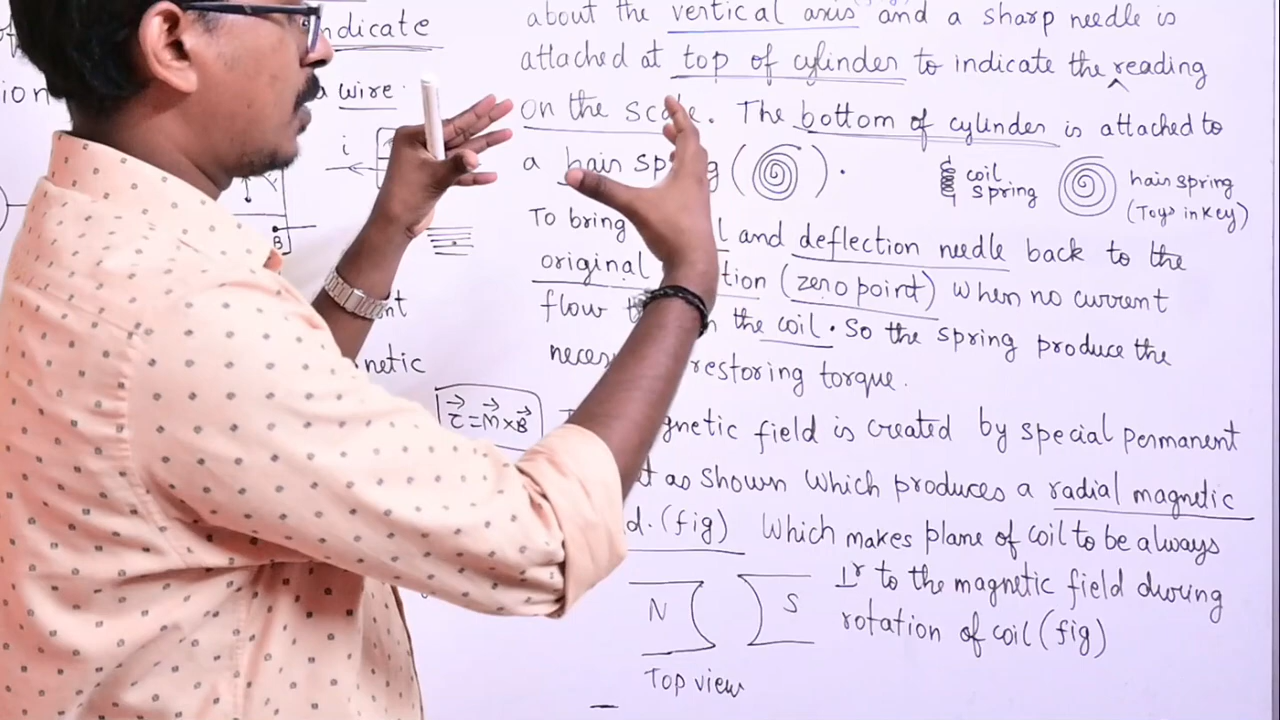 about the vertical axis and a sharp needle is
attached at top of cylinder to indicate the reading
on the scale. The bottom of cylinder is attached to
a hair ( ).
coil spring
hair spring
(Toys in key)
To bring and deflection needle back to the
original (zero point) when no current
flow the coil. So the spring produce the
restoring torque.
field is created by special permanent
as shown which produces a radial magnetic
(fig) Which makes plane of coil to be always
⊥r to the magnetic field during
rotation of coil (fig)
N S
Top view
indicate
wire.
i
B
netic
τ⃗ = M⃗ × B⃗